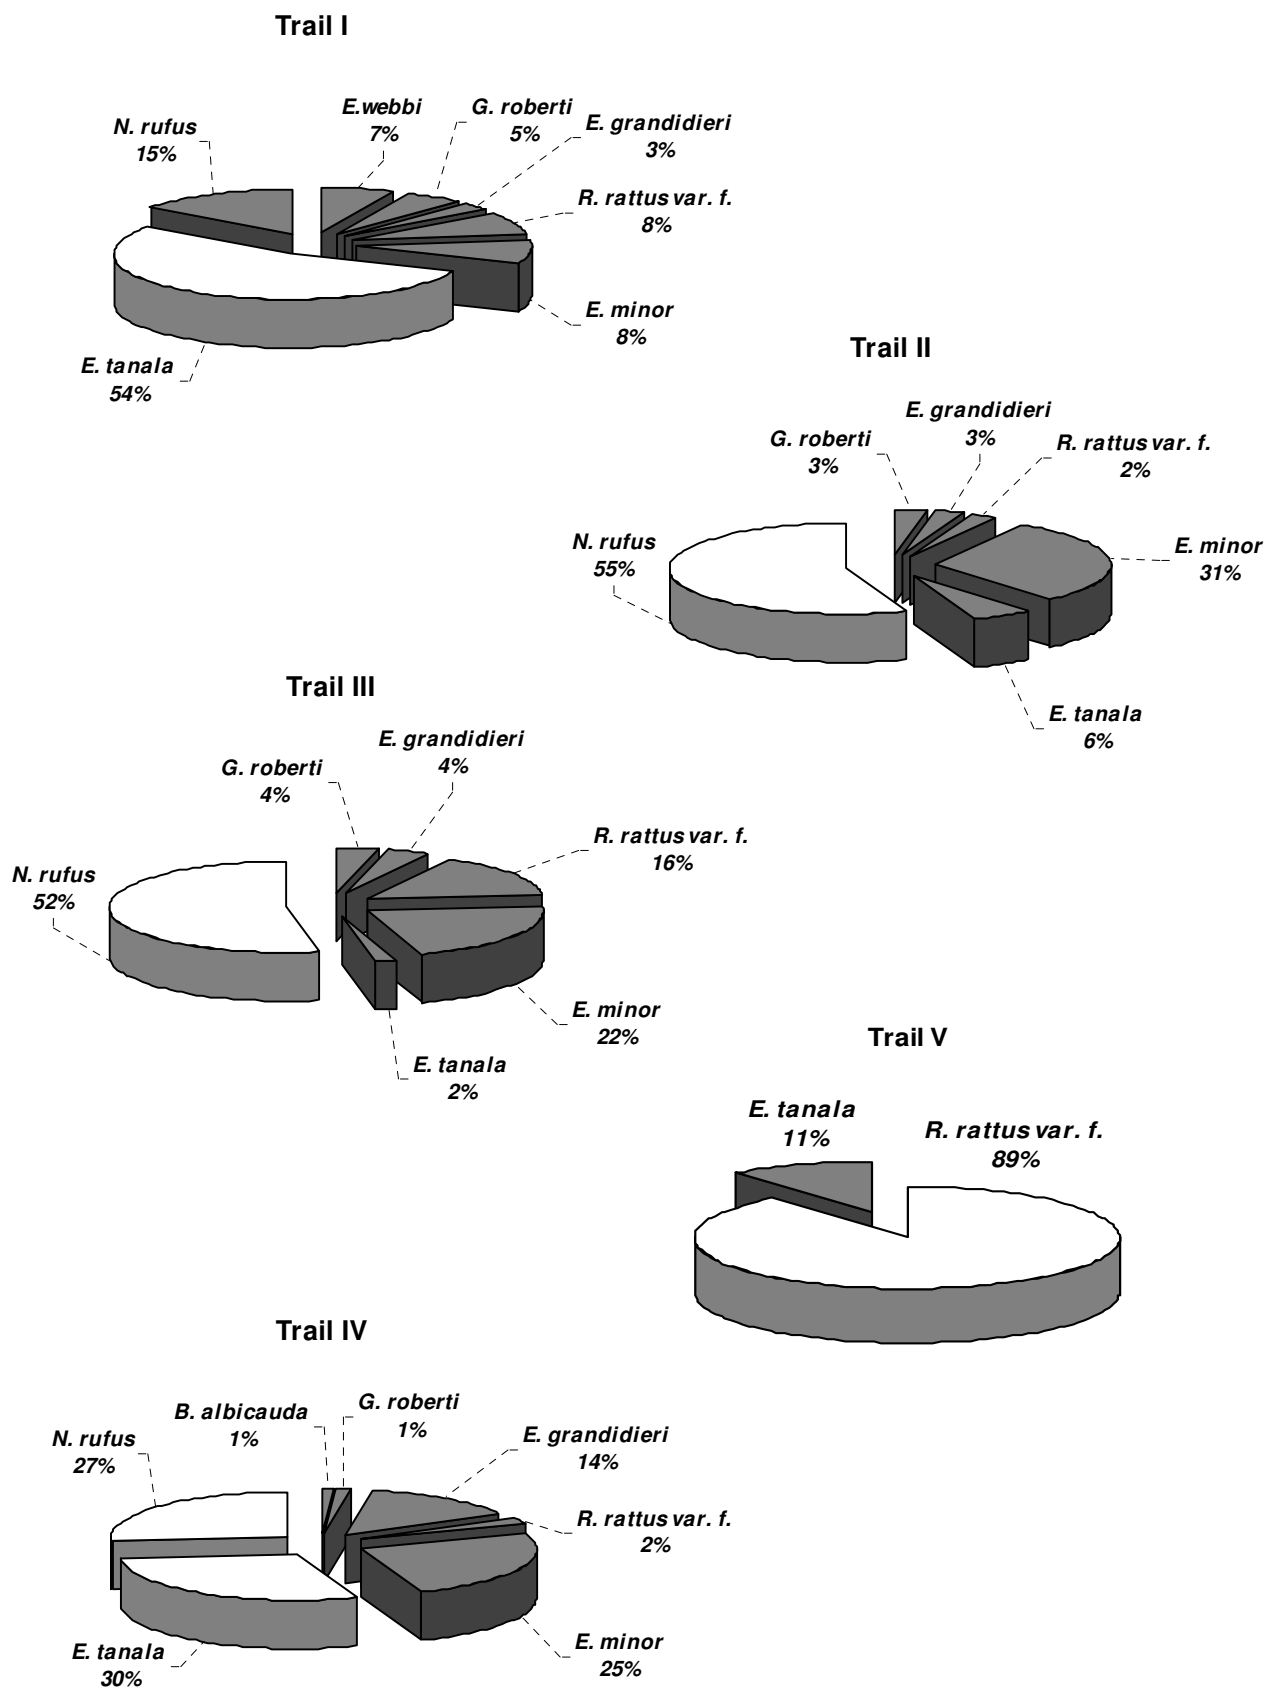 Trail I
E.webbi
7%
G. roberti
5%
E. grandidieri
3%
N. rufus
15%
R. rattus var. f.
8%
E. minor
8%
E. tanala
54%
Trail II
E. grandidieri
3%
G. roberti
3%
R. rattus var. f.
2%
N. rufus
55%
E. minor
31%
E. tanala
6%
Trail III
E. grandidieri
4%
G. roberti
4%
R. rattus var. f.
16%
N. rufus
52%
E. minor
22%
E. tanala
2%
Trail V
E. tanala
11%
R. rattus var. f.
89%
Trail IV
B. albicauda
1%
G. roberti
1%
N. rufus
27%
E. grandidieri
14%
R. rattus var. f.
2%
E. minor
25%
E. tanala
30%